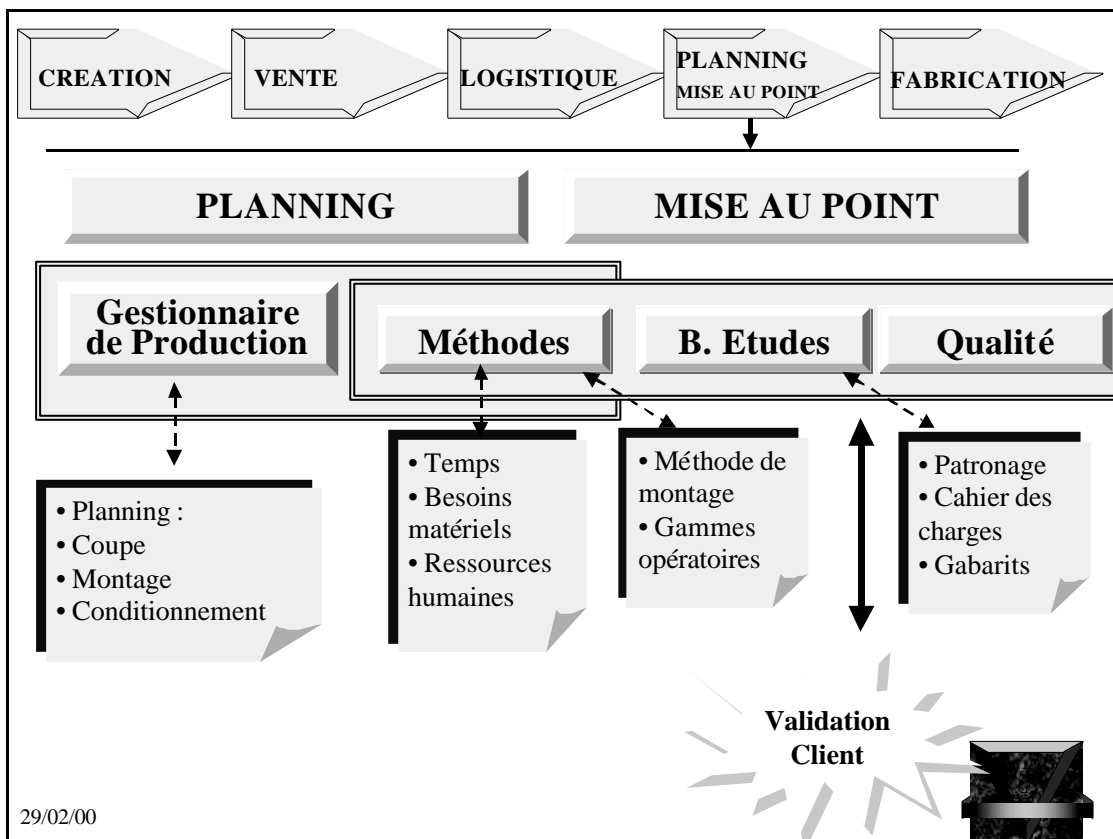 CREATION
VENTE
LOGISTIQUE
PLANNING
MISE AU POINT
FABRICATION
PLANNING
MISE AU POINT
Gestionnaire
de Production
Méthodes
B. Etudes
Qualité
• Planning :
• Coupe
• Montage
• Conditionnement
• Temps
• Besoins
matériels
• Ressources
humaines
• Méthode de
montage
• Gammes
opératoires
• Patronage
• Cahier des
charges
• Gabarits
Validation
Client
29/02/00